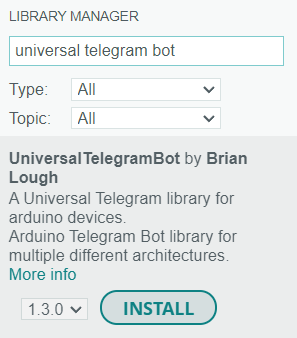 LIBRARY MANAGER
universal telegram bot
Type: All
Topic: All
UniversalTelegramBot by Brian
Lough
A Universal Telegram library for
arduino devices.
Arduino Telegram Bot library for
multiple different architectures.
More info
1.3.0 INSTALL